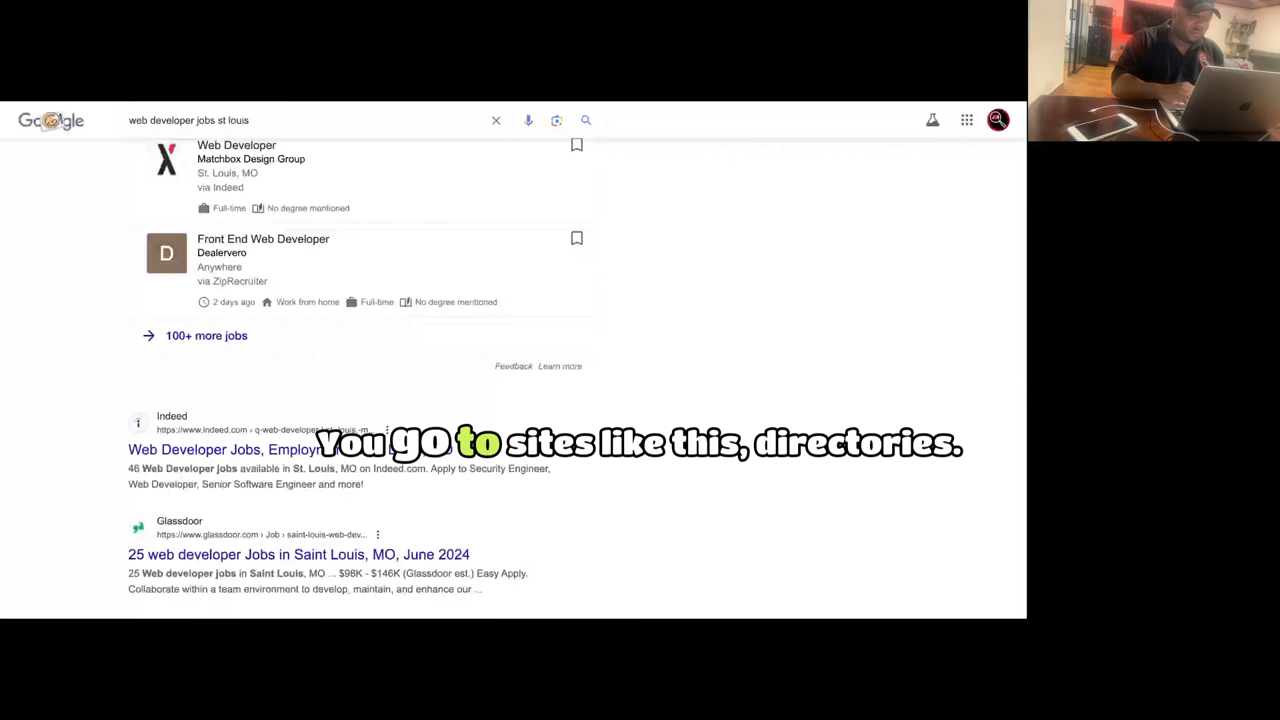 Google
web developer jobs st louis
Web Developer
Matchbox Design Group
St. Louis, MO
via Indeed
Full-time No degree mentioned
D
Front End Web Developer
Dealervero
Anywhere
via ZipRecruiter
2 days ago Work from home Full-time No degree mentioned
100+ more jobs
Feedback Learn more
Indeed
https://www.indeed.com
Web Developer Jobs,
You go to sites like this, directories.
46 Web Developer jobs available in St. Louis, MO on Indeed.com. Apply to Security Engineer,
Web Developer, Senior Software Engineer and more!
Glassdoor
https://www.glassdoor.com › Job › saint-louis-web-dev...
25 web developer Jobs in Saint Louis, MO, June 2024
25 Web developer jobs in Saint Louis, MO ... $98K - $146K (Glassdoor est.) Easy Apply.
Collaborate within a team environment to develop, maintain, and enhance our ...